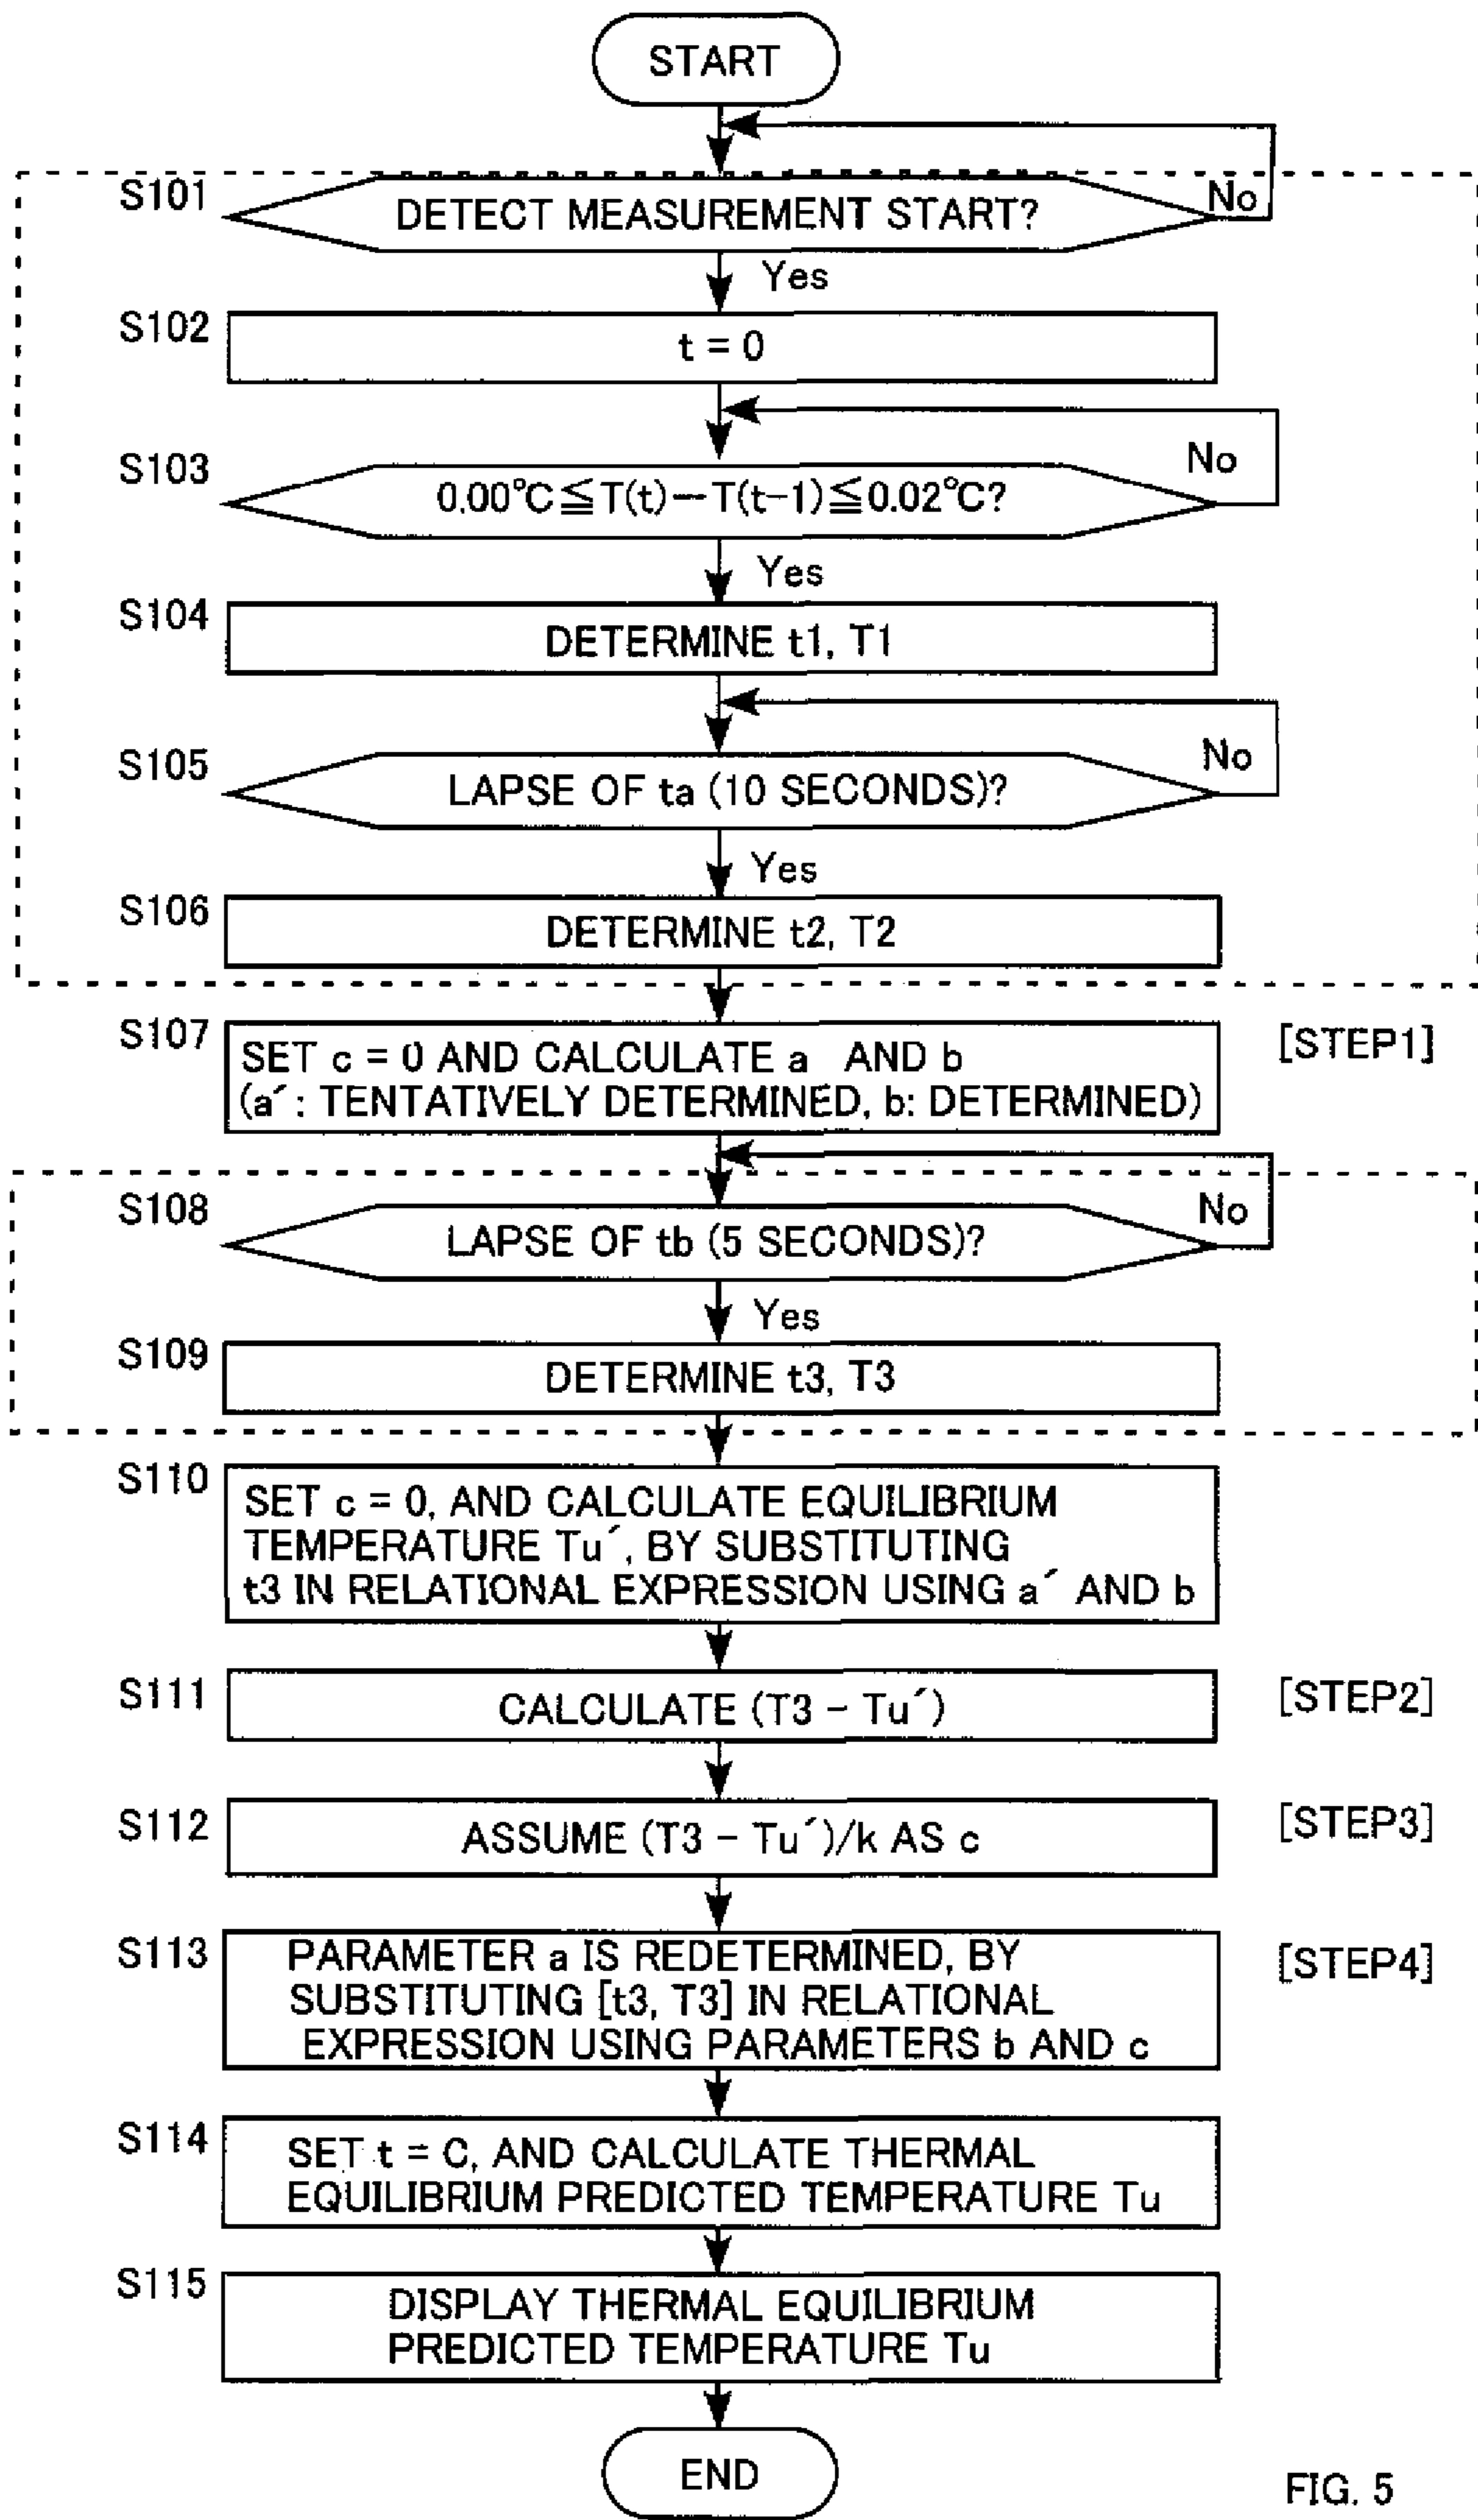 START
S101
DETECT MEASUREMENT START?
No
Yes
S102
t = 0
S103
0.00°C≦T(t)−T(t−1)≦0.02°C?
No
Yes
S104
DETERMINE t1, T1
S105
LAPSE OF ta (10 SECONDS)?
No
Yes
S106
DETERMINE t2, T2
S107
SET c = 0 AND CALCULATE a AND b
(a´: TENTATIVELY DETERMINED, b: DETERMINED)
[STEP1]
S108
LAPSE OF tb (5 SECONDS)?
No
Yes
S109
DETERMINE t3, T3
S110
SET c = 0, AND CALCULATE EQUILIBRIUM
TEMPERATURE Tu´, BY SUBSTITUTING
t3 IN RELATIONAL EXPRESSION USING a´ AND b
S111
CALCULATE (T3 - Tu´)
[STEP2]
S112
ASSUME (T3 - Tu´)/k AS c
[STEP3]
S113
PARAMETER a IS REDETERMINED, BY
SUBSTITUTING [t3, T3] IN RELATIONAL
EXPRESSION USING PARAMETERS b AND c
[STEP4]
S114
SET t = C, AND CALCULATE THERMAL
EQUILIBRIUM PREDICTED TEMPERATURE Tu
S115
DISPLAY THERMAL EQUILIBRIUM
PREDICTED TEMPERATURE Tu
END
FIG. 5